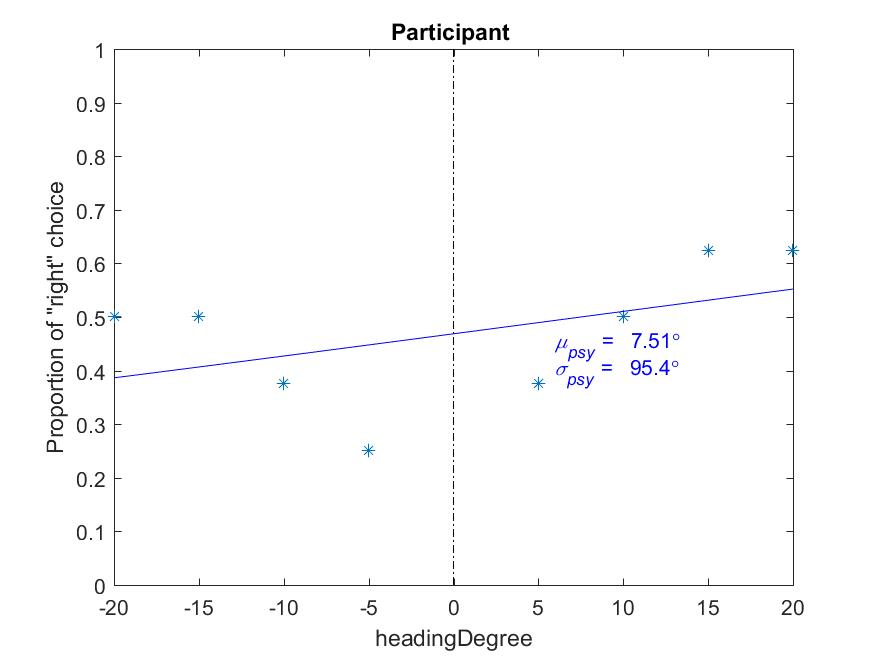 Participant
1
0.9
0.8
0.7
0.6
0.5
0.4
0.3
0.2
0.1
0
Proportion of "right" choice
μpsy = 7.51°
σpsy = 95.4°
-20 -15 -10 -5 0 5 10 15 20
headingDegree